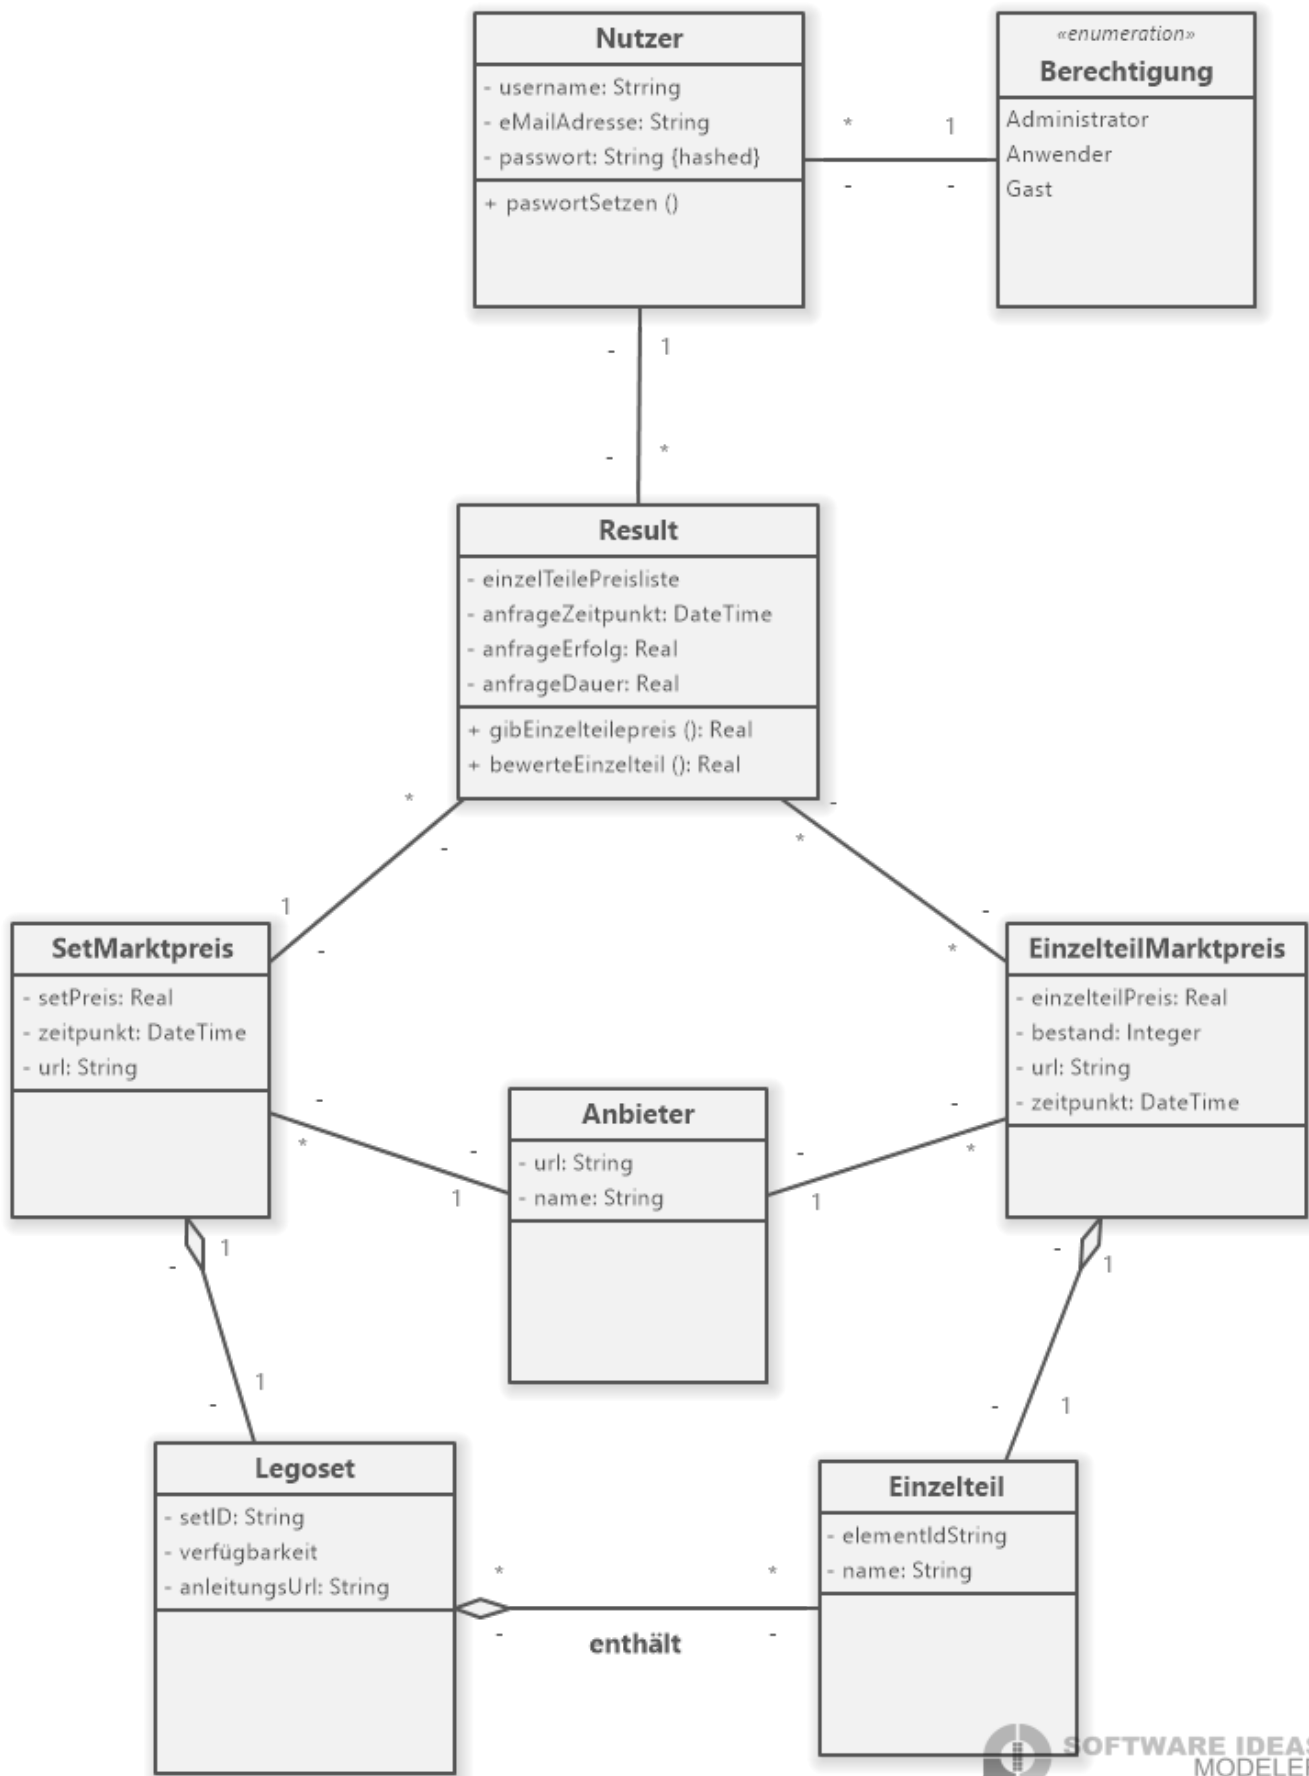 Nutzer
- username: Strring
- eMailAdresse: String
- passwort: String {hashed}
+ paswortSetzen ()
«enumeration»
Berechtigung
Administrator
Anwender
Gast
* 1
- -
- 1
- *
Result
- einzelTeilePreisliste
- anfrageZeitpunkt: DateTime
- anfrageErfolg: Real
- anfrageDauer: Real
+ gibEinzelteilepreis (): Real
+ bewerteEinzelteil (): Real
*
-
1
-
-
*
-
*
SetMarktpreis
- setPreis: Real
- zeitpunkt: DateTime
- url: String
EinzelteilMarktpreis
- einzelteilPreis: Real
- bestand: Integer
- url: String
- zeitpunkt: DateTime
-
*
-
1
Anbieter
- url: String
- name: String
-
*
-
1
1
-
1
-
-
1
-
1
Legoset
- setID: String
- verfügbarkeit
- anleitungsUrl: String
Einzelteil
- elementIdString
- name: String
* *
- -
enthält
SOFTWARE IDEAS
MODELER